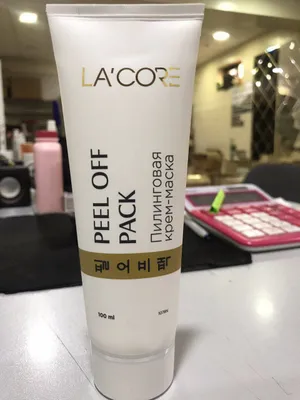 LA'CORE
PEEL OFF
PACK
Пилинговая
крем-маска
필 오 프 팩
100 ml